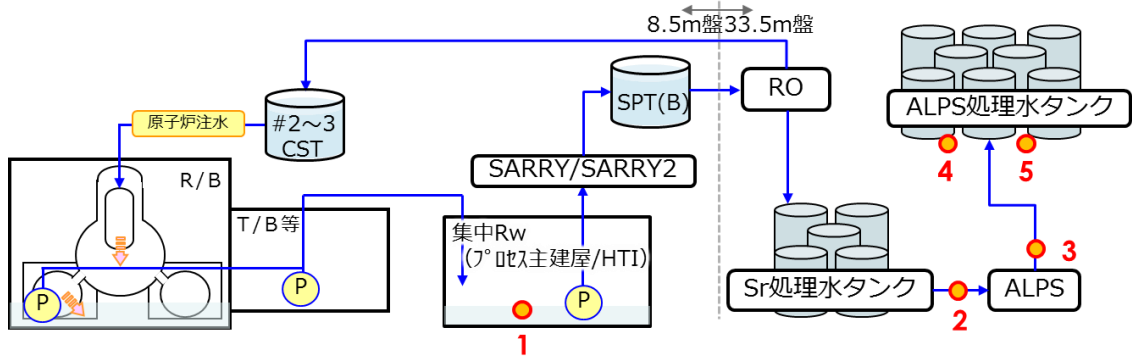 8.5m盤33.5m盤
RO
SPT(B)
#2～3
CST
原子炉注水
ALPS処理水タンク
4
5
SARRY/SARRY2
R/B
T/B等
集中Rw
(ﾌﾟﾛｾｽ主建屋/HTI)
P
P
P
1
Sr処理水タンク
2
ALPS
3